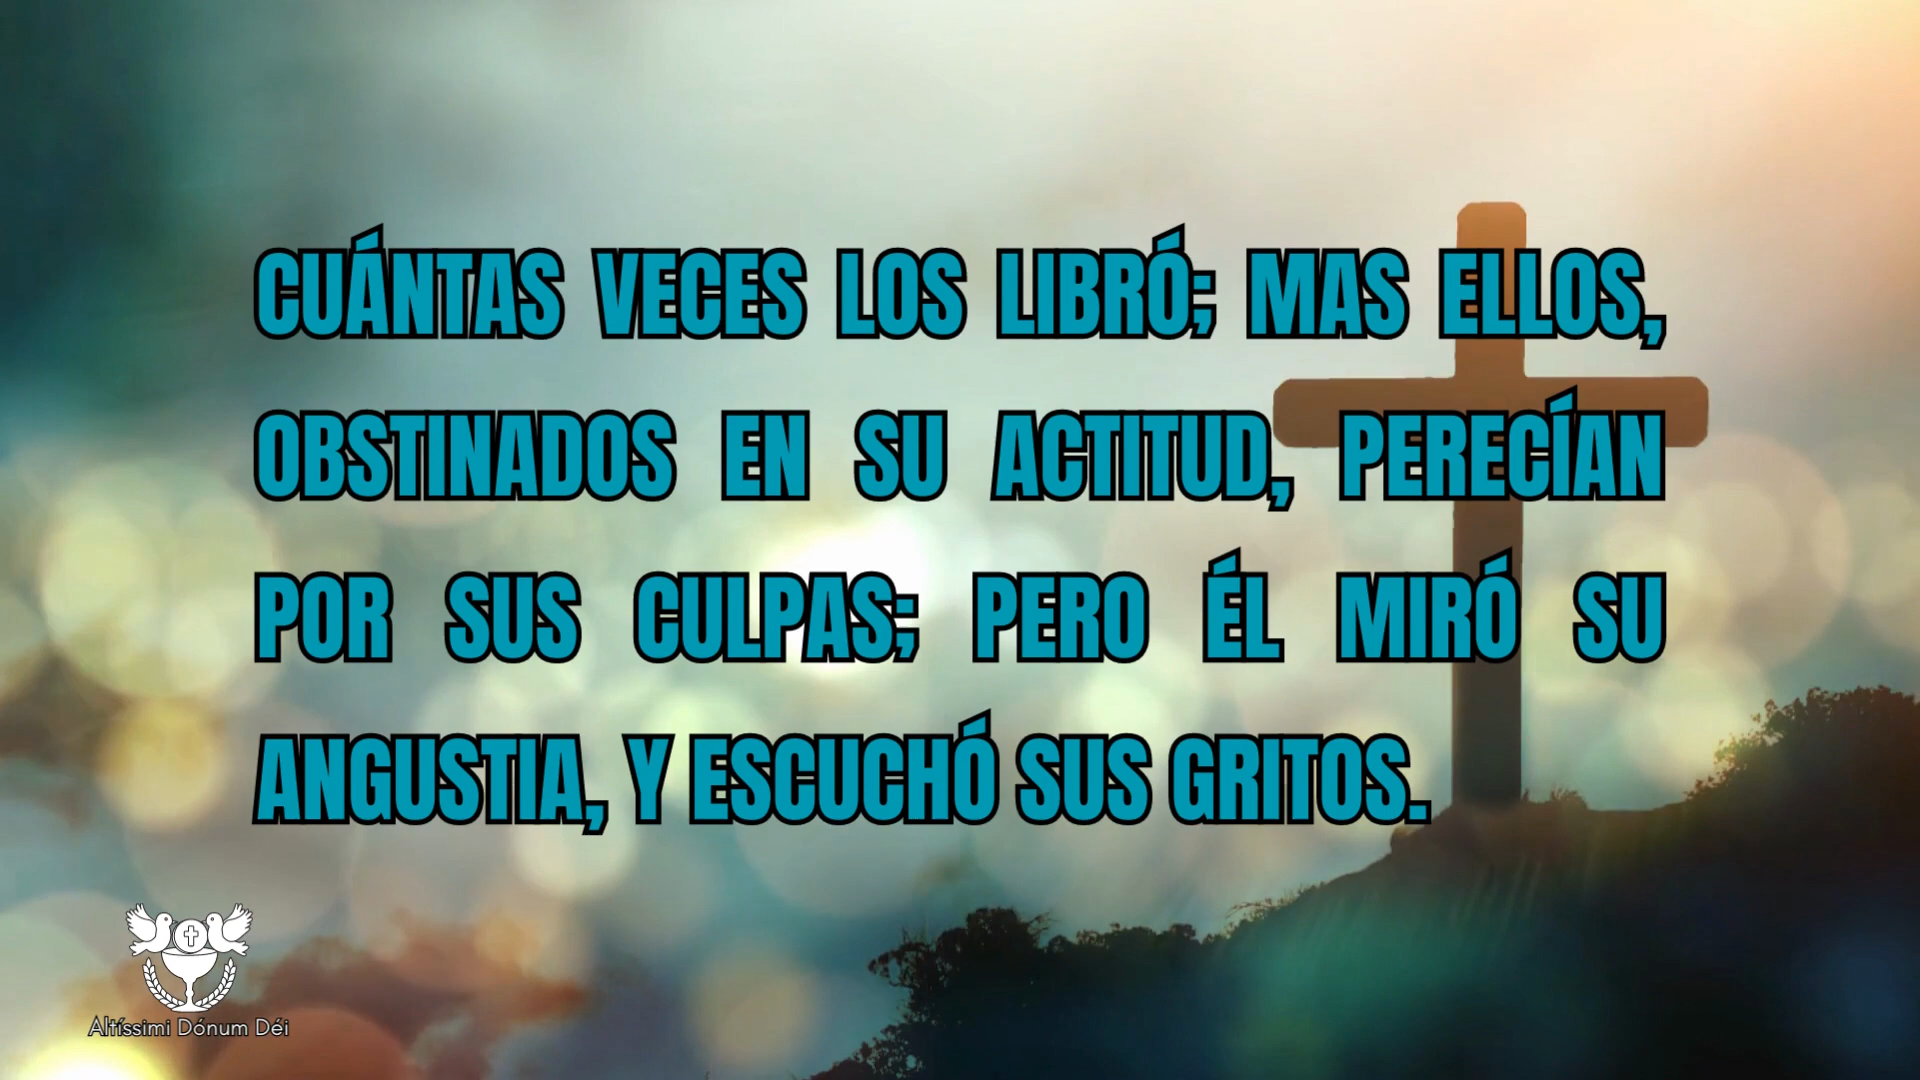 CUÁNTAS VECES LOS LIBRÓ; MAS ELLOS,
OBSTINADOS EN SU ACTITUD, PERECÍAN
POR SUS CULPAS; PERO ÉL MIRÓ SU
ANGUSTIA, Y ESCUCHÓ SUS GRITOS.
Altíssimi Dónum Déi